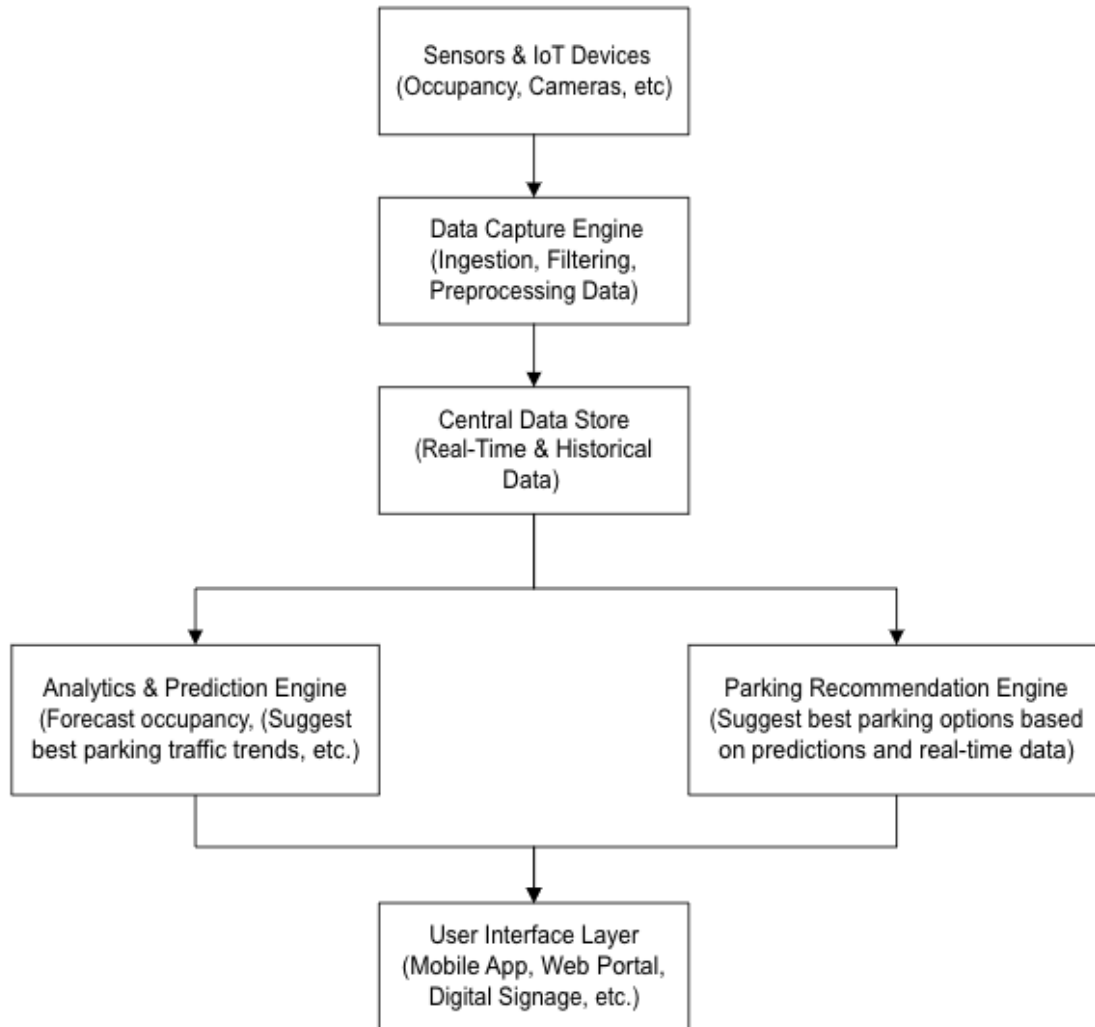 Sensors & IoT Devices
(Occupancy, Cameras, etc)
Data Capture Engine
(Ingestion, Filtering,
Preprocessing Data)
Central Data Store
(Real-Time & Historical
Data)
Analytics & Prediction Engine
(Forecast occupancy, (Suggest
best parking traffic trends, etc.)
Parking Recommendation Engine
(Suggest best parking options based
on predictions and real-time data)
User Interface Layer
(Mobile App, Web Portal,
Digital Signage, etc.)